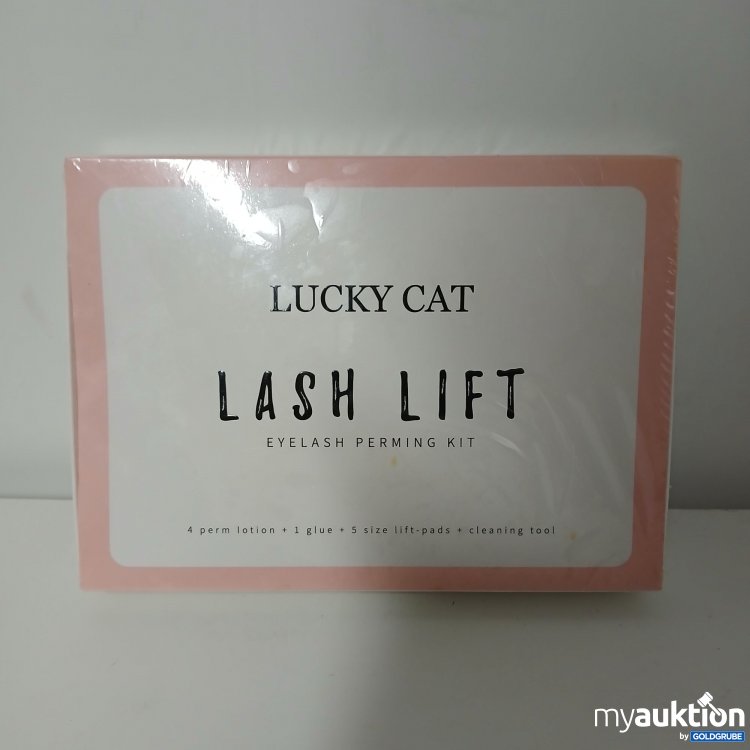 LUCKY CAT
LASH LIFT
EYELASH PERMING KIT
4 perm lotion + 1 glue + 5 size lift-pads + cleaning tool
myauktion
by GOLDGRUBE